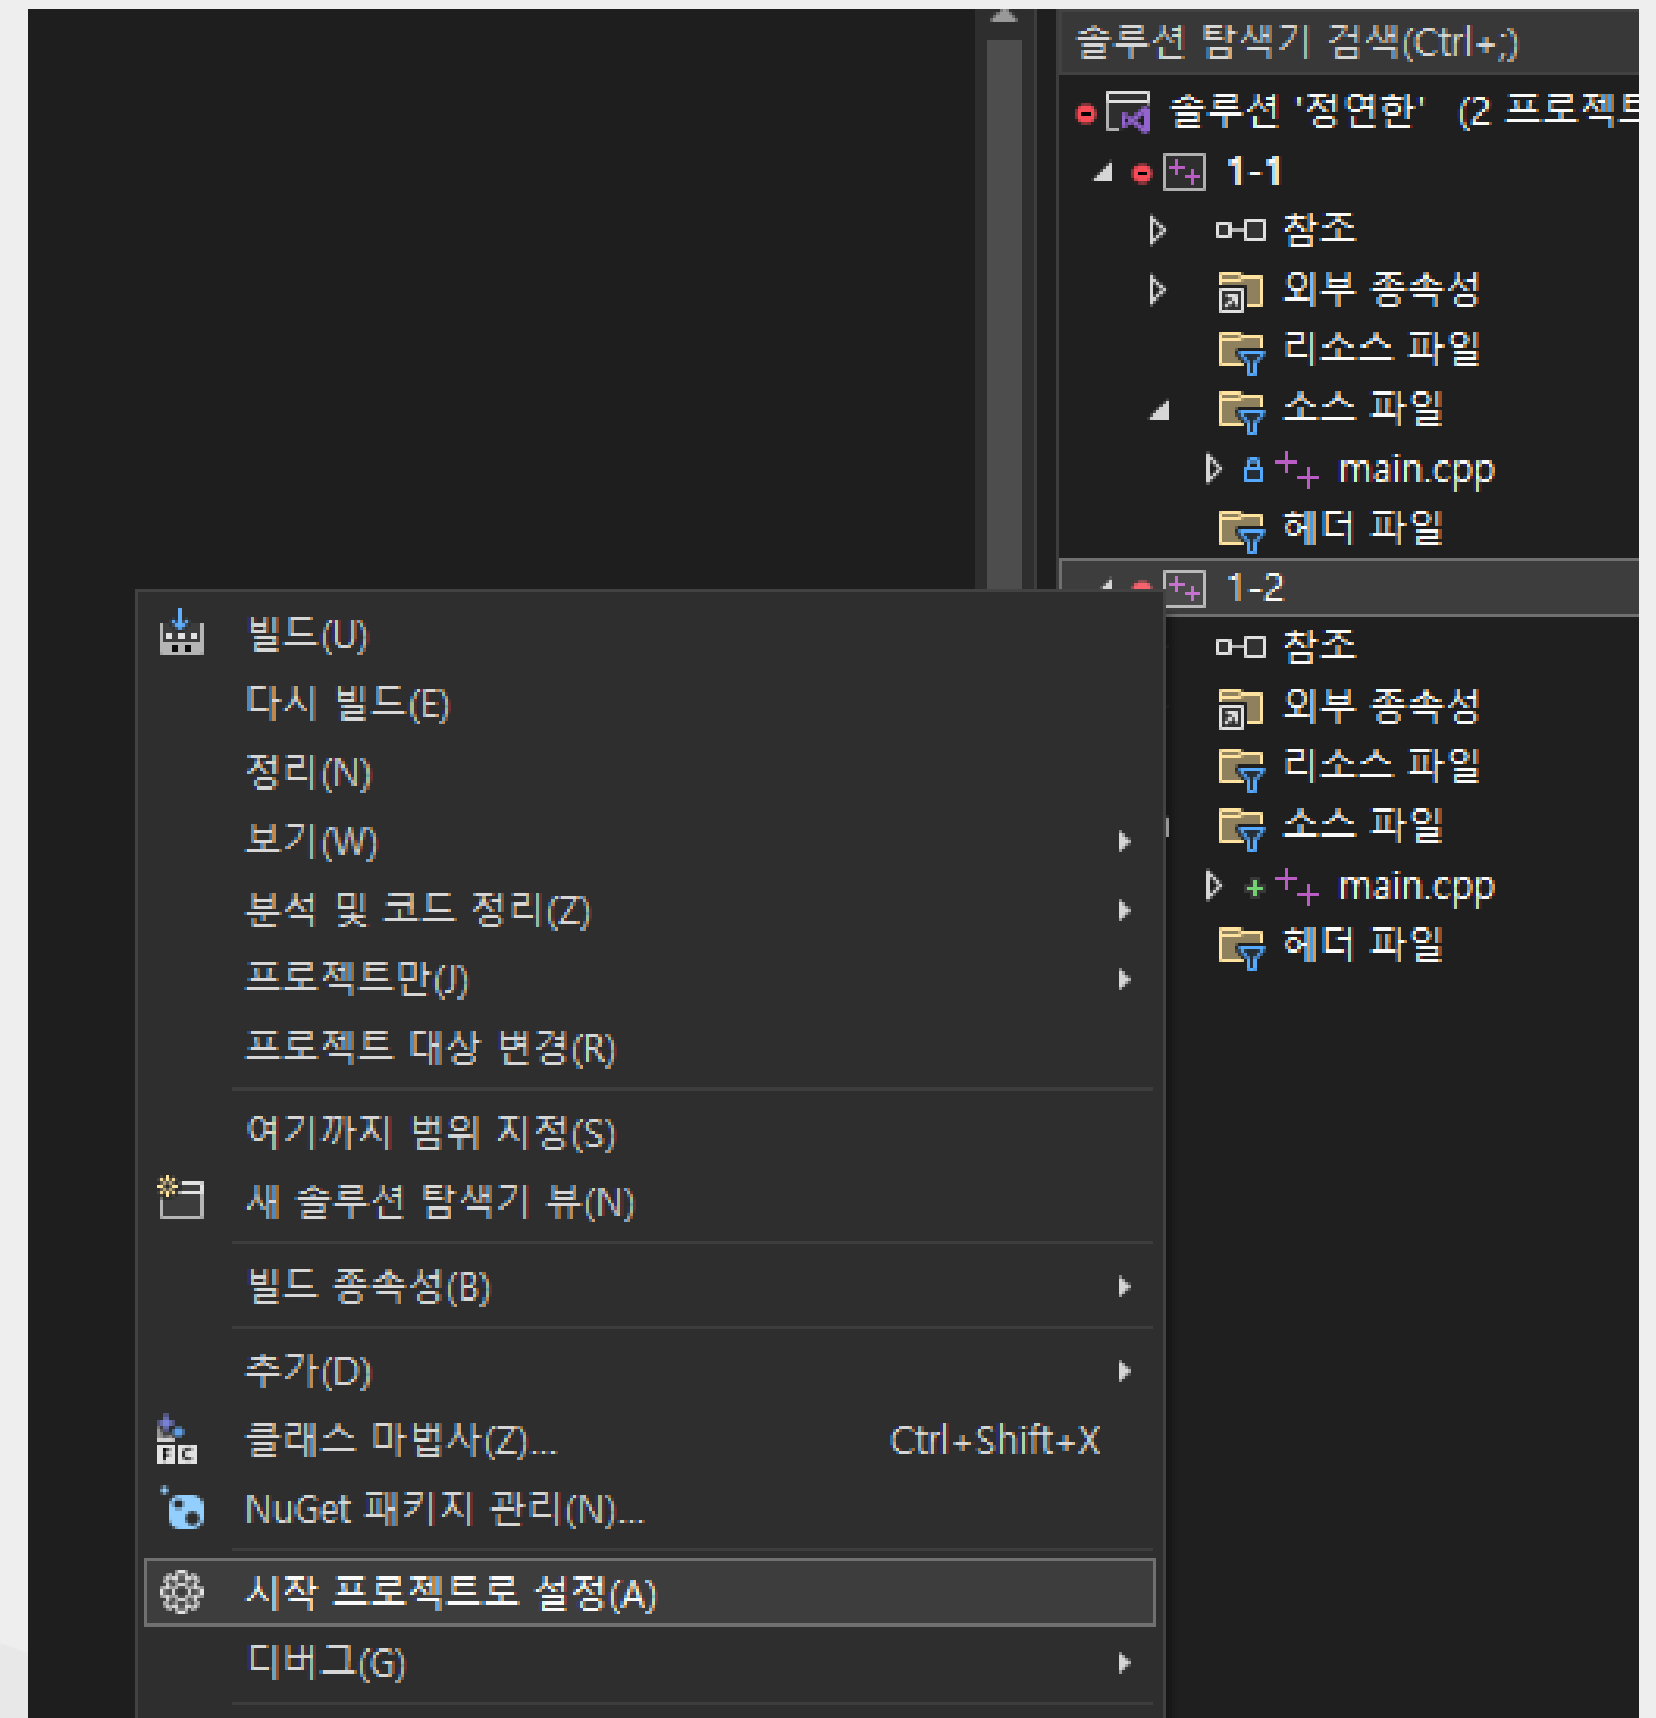 솔루션 탐색기 검색(Ctrl+;)
솔루션 '정연한' (2 프로젝트
1-1
참조
외부 종속성
리소스 파일
소스 파일
main.cpp
헤더 파일
1-2
참조
외부 종속성
리소스 파일
소스 파일
main.cpp
헤더 파일
빌드(U)
다시 빌드(E)
정리(N)
보기(W)
분석 및 코드 정리(Z)
프로젝트만(J)
프로젝트 대상 변경(R)
여기까지 범위 지정(S)
새 솔루션 탐색기 뷰(N)
빌드 종속성(B)
추가(D)
클래스 마법사(Z)... Ctrl+Shift+X
NuGet 패키지 관리(N)...
시작 프로젝트로 설정(A)
디버그(G)